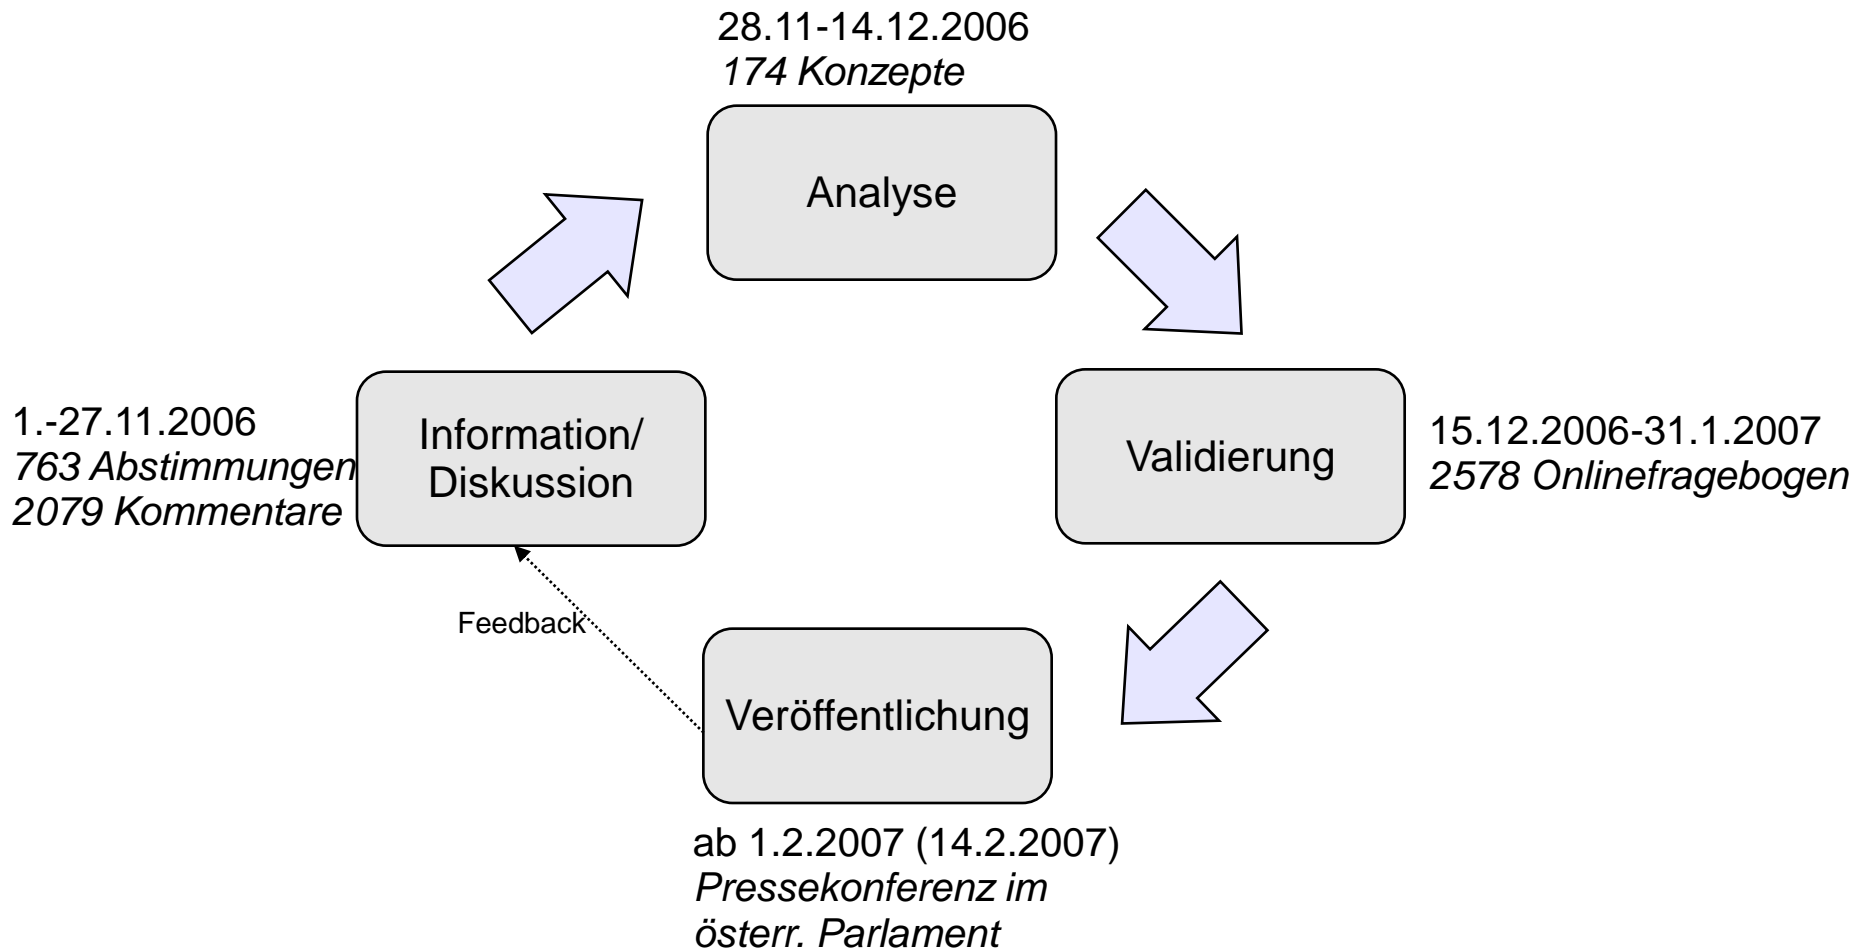 28.11-14.12.2006
174 Konzepte
Analyse
1.-27.11.2006
763 Abstimmungen
2079 Kommentare
Information/
Diskussion
Validierung
15.12.2006-31.1.2007
2578 Onlinefragebogen
Feedback
Veröffentlichung
ab 1.2.2007 (14.2.2007)
Pressekonferenz im
österr. Parlament